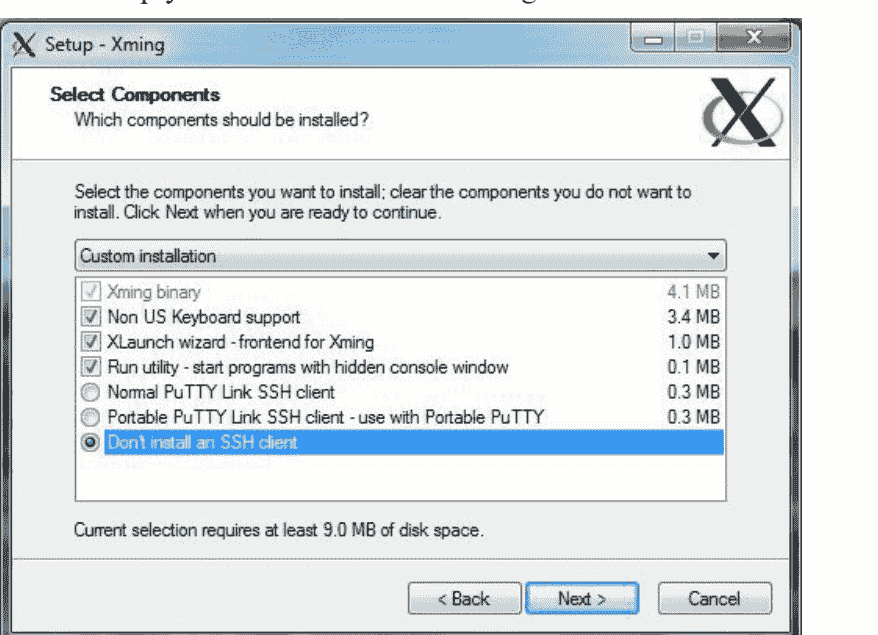 Setup - Xming
Select Components
Which components should be installed?
Select the components you want to install; clear the components you do not want to
install. Click Next when you are ready to continue.
Custom installation
Xming binary 4.1 MB
Non US Keyboard support 3.4 MB
XLaunch wizard - frontend for Xming 1.0 MB
Run utility - start programs with hidden console window 0.1 MB
Normal PuTTY Link SSH client 0.3 MB
Portable PuTTY Link SSH client - use with Portable PuTTY 0.3 MB
Don't install an SSH client
Current selection requires at least 9.0 MB of disk space.
< Back Next > Cancel